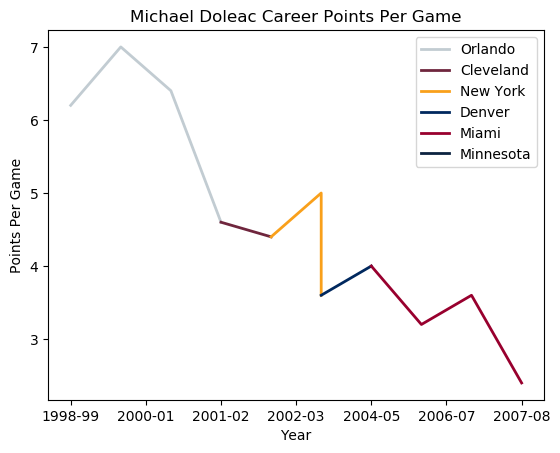 Michael Doleac Career Points Per Game
Orlando
Cleveland
New York
Denver
Miami
Minnesota
Points Per Game
7
6
5
4
3
1998-99 2000-01 2001-02 2002-03 2004-05 2006-07 2007-08
Year